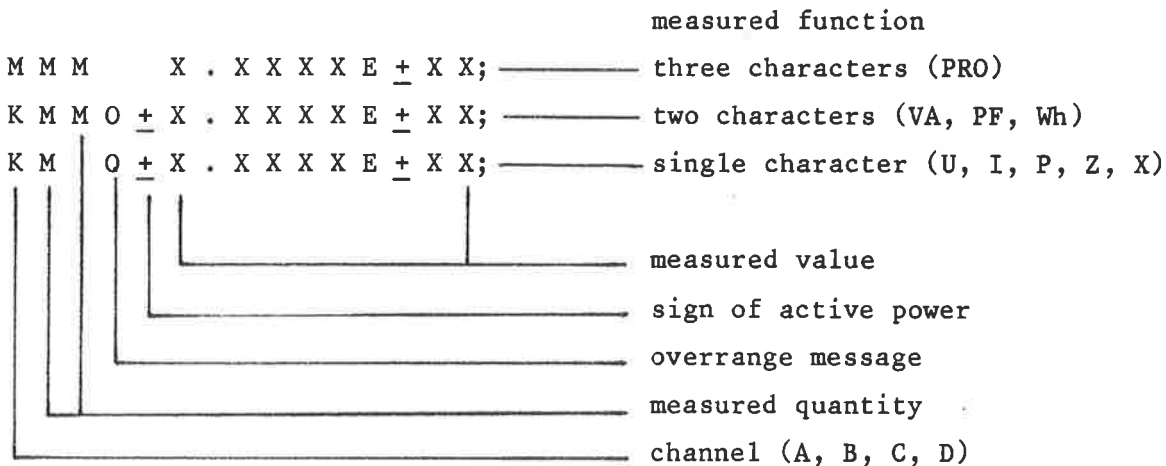 measured function
M M M X . X X X X E ± X X; three characters (PRO)
K M M O ± X . X X X X E ± X X; two characters (VA, PF, Wh)
K M O ± X . X X X X E ± X X; single character (U, I, P, Z, X)
measured value
sign of active power
overrange message
measured quantity
channel (A, B, C, D)